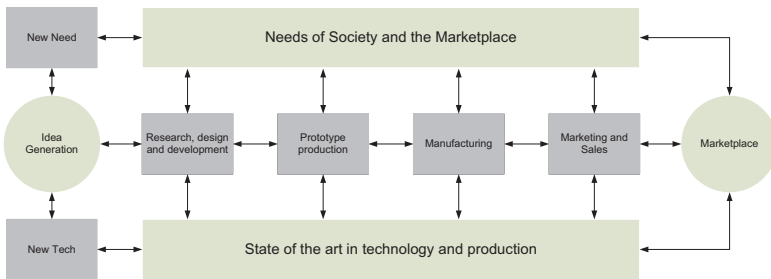 New Need
Needs of Society and the Marketplace
Idea
Generation
Research, design
and development
Prototype
production
Manufacturing
Marketing and
Sales
Marketplace
New Tech
State of the art in technology and production